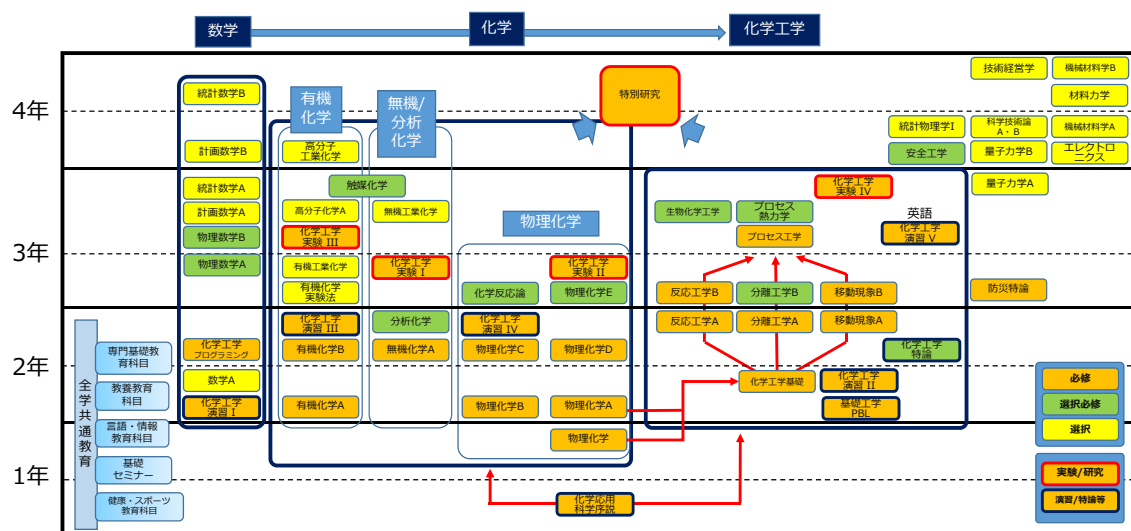 数学
化学
化学工学
4年
統計数学B
有機
化学
無機/
分析
化学
特別研究
技術経営学
機械材料学B
材料力学
統計物理学I
科学技術論
A・B
機械材料学A
計画数学B
高分子
工業化学
安全工学
量子力学B
エレクトロ
ニクス
3年
統計数学A
触媒化学
化学工学
実験 IV
量子力学A
計画数学A
高分子化学A
無機工業化学
物理化学
生物化学工学
プロセス
熱力学
英語
化学工学
演習 V
物理数学B
化学工学
実験 III
プロセス工学
物理数学A
有機工業化学
化学工学
実験 I
化学工学
実験 II
有機化学
実験法
化学反応論
物理化学E
反応工学B
分離工学B
移動現象B
防災特論
2年
全学共通教育
化学工学
演習 III
分析化学
化学工学
演習 IV
反応工学A
分離工学A
移動現象A
専門基礎教
育科目
化学工学
プログラミング
有機化学B
無機化学A
物理化学C
物理化学D
化学工学
特論
教養教育
科目
数学A
化学工学基礎
化学工学
演習 II
化学工学
演習 I
有機化学A
物理化学B
物理化学A
基礎工学
PBL
言語・情報
教育科目
物理化学
1年
基礎
セミナー
健康・スポーツ
教育科目
化学応用
科学序説
必修
選択必修
選択
実験/研究
演習/特論等